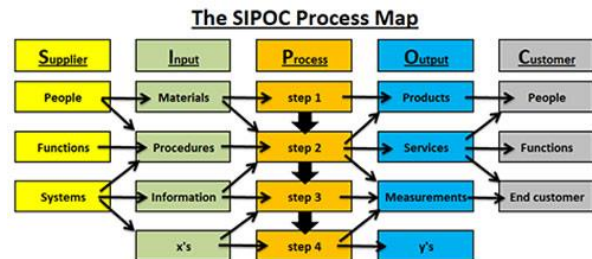 The SIPOC Process Map
Supplier Input Process Output Customer
People Materials step 1 Products People
Functions Procedures step 2 Services Functions
Systems Information step 3 Measurements End customer
x's step 4 y's